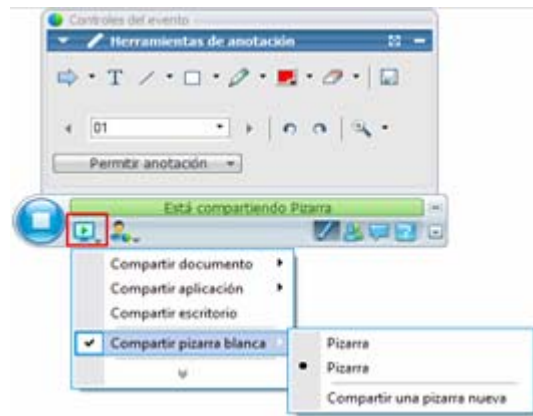 Controles del evento
Herramientas de anotación
T
01
Permitir anotación
Está compartiendo Pizarra
Compartir documento
Compartir aplicación
Compartir escritorio
Compartir pizarra blanca
Pizarra
Pizarra
Compartir una pizarra nueva